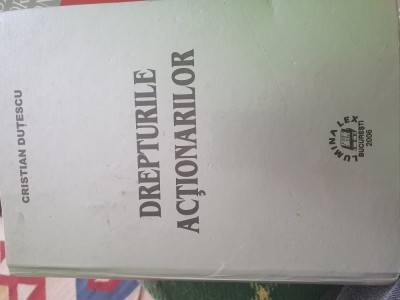 CRISTIAN DUȚESCU
DREPTURILE
ACȚIONARILOR
LUMINA LEX
BUCUREȘTI
2006